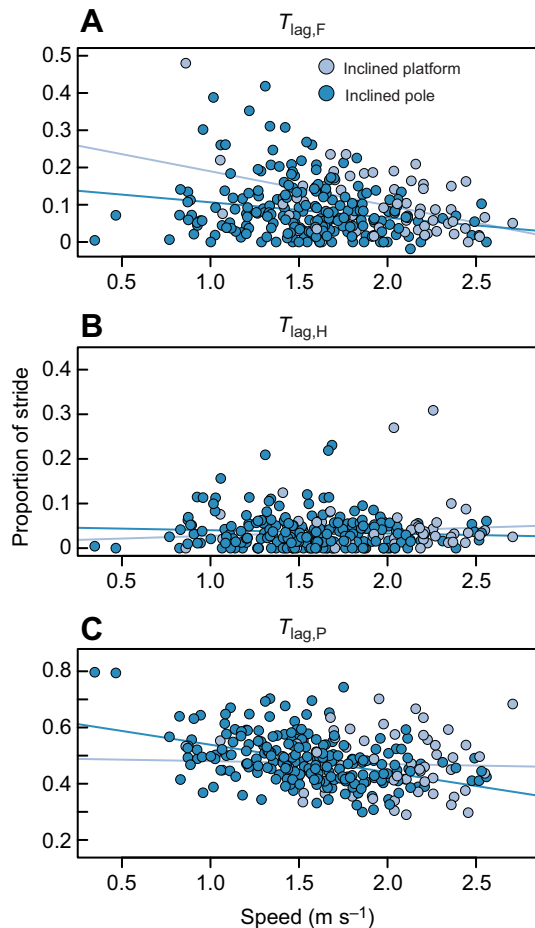 A
T lag,F
0.5
0.4
0.3
0.2
0.1
0
Inclined platform
Inclined pole
0.5 1.0 1.5 2.0 2.5
B
T lag,H
Proportion of stride
0.4
0.3
0.2
0.1
0
0.5 1.0 1.5 2.0 2.5
C
T lag,P
0.8
0.6
0.4
0.2
0.5 1.0 1.5 2.0 2.5
Speed (m s⁻¹)